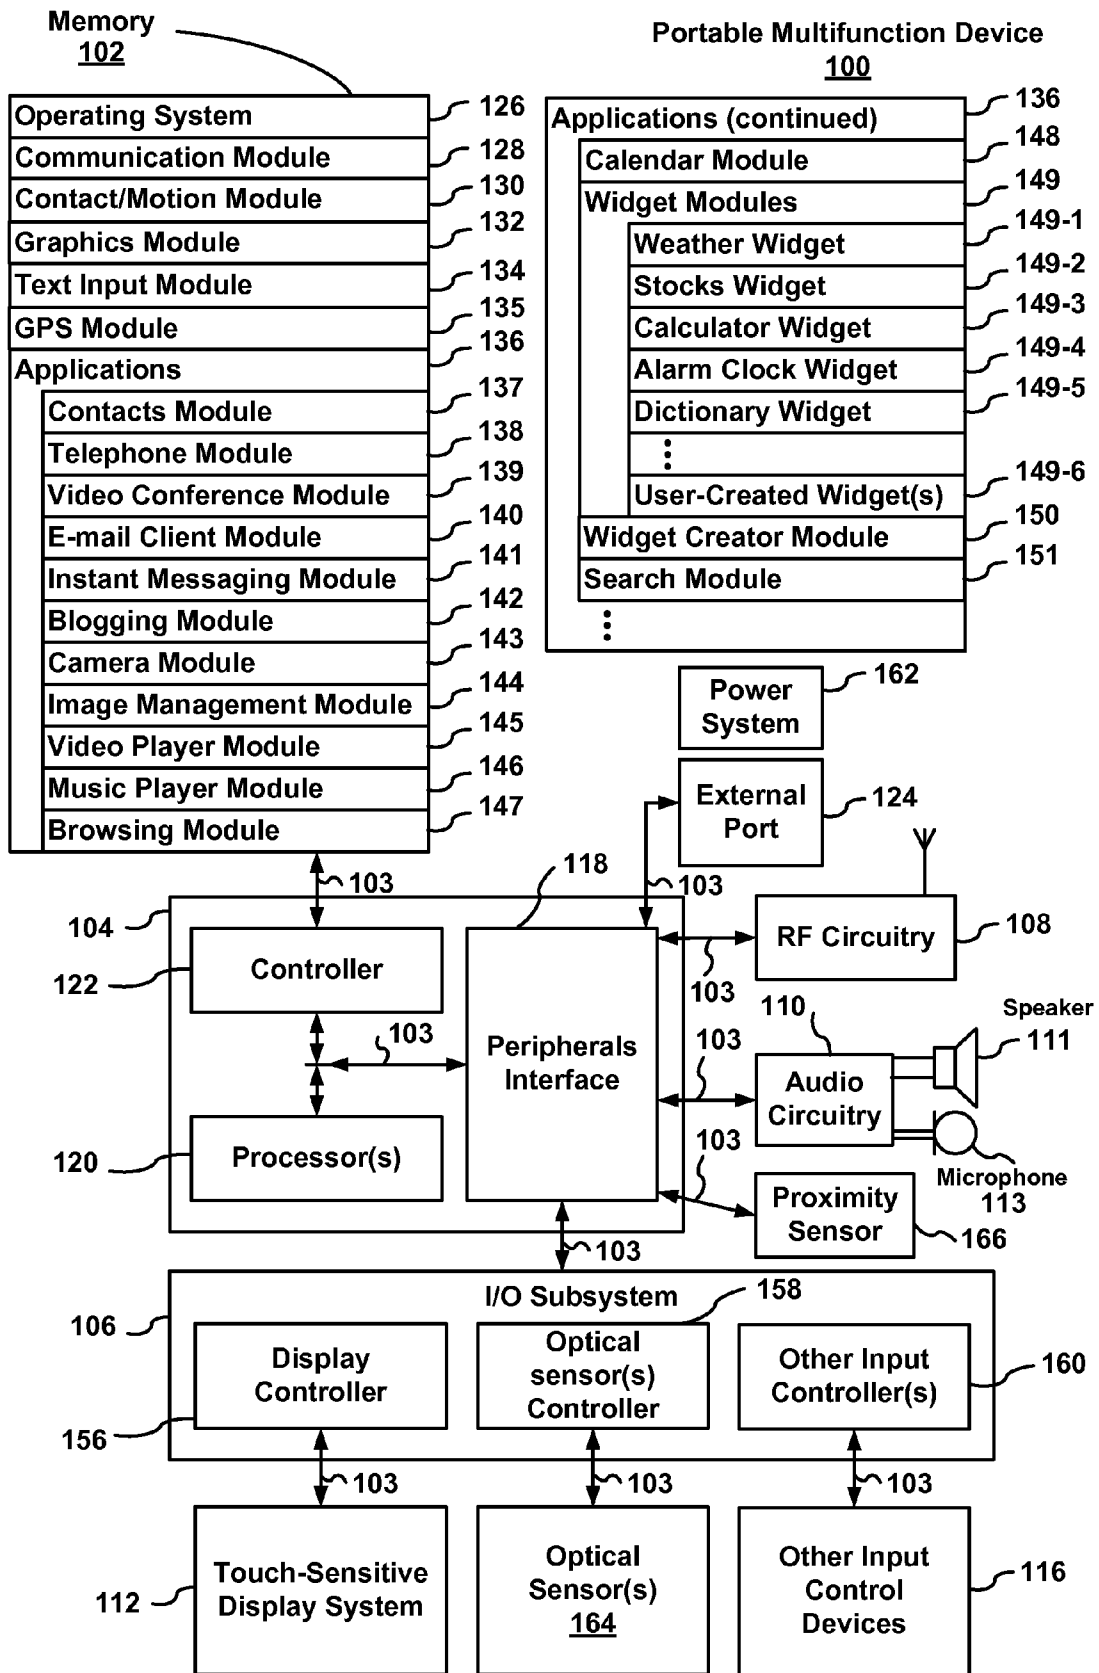 Memory
102
Portable Multifunction Device
100
Operating System
126
Communication Module
128
Contact/Motion Module
130
Graphics Module
132
Text Input Module
134
GPS Module
135
Applications
136
Contacts Module
137
Telephone Module
138
Video Conference Module
139
E-mail Client Module
140
Instant Messaging Module
141
Blogging Module
142
Camera Module
143
Image Management Module
144
Video Player Module
145
Music Player Module
146
Browsing Module
147
Applications (continued)
136
Calendar Module
148
Widget Modules
149
Weather Widget
149-1
Stocks Widget
149-2
Calculator Widget
149-3
Alarm Clock Widget
149-4
Dictionary Widget
149-5
User-Created Widget(s)
149-6
Widget Creator Module
150
Search Module
151
Power
System
162
External
Port
124
103
118
103
104
Controller
122
RF Circuitry
108
103
103
Peripherals
Interface
Processor(s)
120
110
Speaker
111
103
Audio
Circuitry
103
Microphone
113
Proximity
Sensor
166
103
I/O Subsystem
106
158
Display
Controller
156
Optical
sensor(s)
Controller
Other Input
Controller(s)
160
103
103
103
Touch-Sensitive
Display System
112
Optical
Sensor(s)
164
Other Input
Control
Devices
116